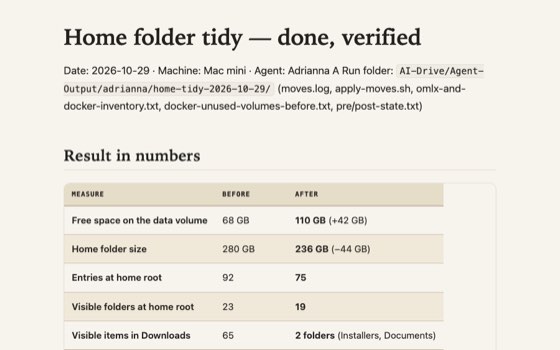 Home folder tidy — done, verified
Date: 2026-10-29 · Machine: Mac mini · Agent: Adrianna A Run folder: AI-Drive/Agent-
Output/adrianna/home-tidy-2026-10-29/ (moves.log, apply-moves.sh, omlx-and-
docker-inventory.txt, docker-unused-volumes-before.txt, pre/post-state.txt)
Result in numbers
MEASURE BEFORE AFTER
Free space on the data volume 68 GB 110 GB (+42 GB)
Home folder size 280 GB 236 GB (−44 GB)
Entries at home root 92 75
Visible folders at home root 23 19
Visible items in Downloads 65 2 folders (Installers, Documents)